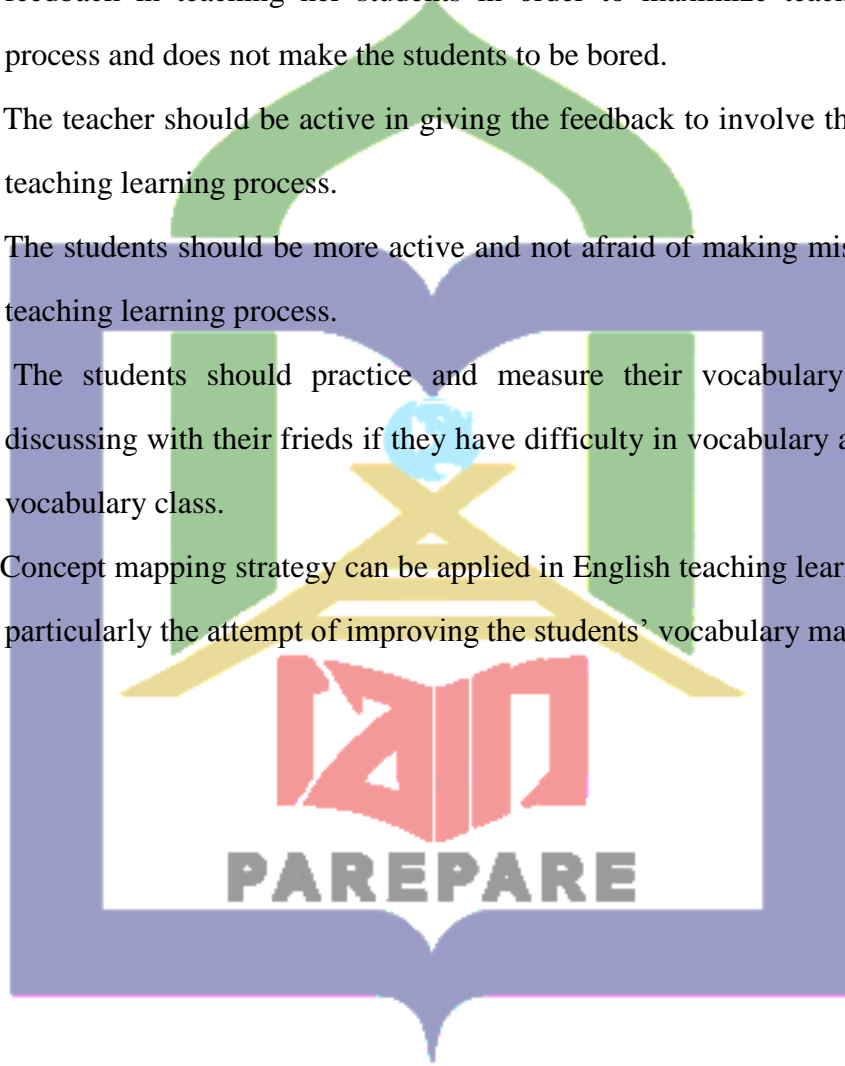 feedback in teaching her students in order to maximize teach
process and does not make the students to be bored.
The teacher should be active in giving the feedback to involve th
teaching learning process.
The students should be more active and not afraid of making mis
teaching learning process.
The students should practice and measure their vocabulary
discussing with their frieds if they have difficulty in vocabulary a
vocabulary class.
Concept mapping strategy can be applied in English teaching lear
particularly the attempt of improving the students’ vocabulary ma
iain
PAREPARE